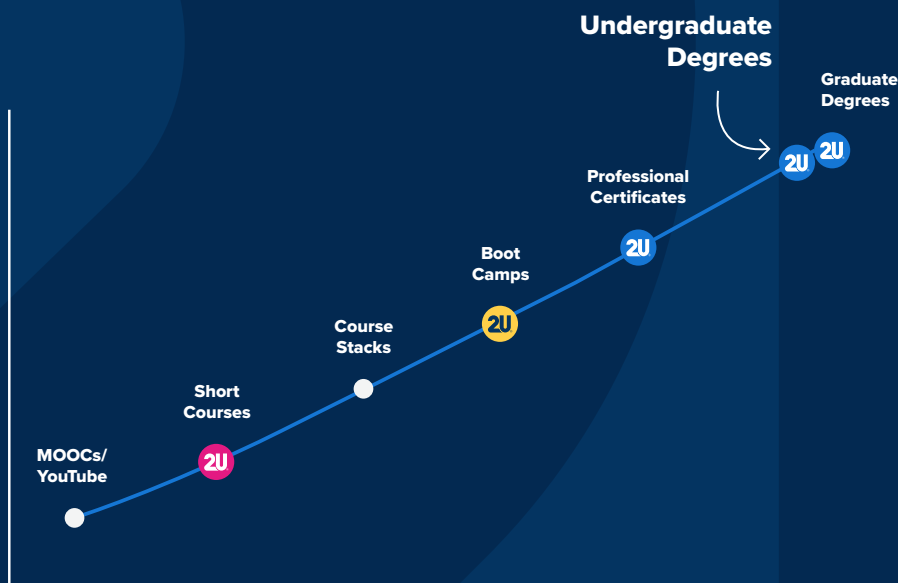 Undergraduate
Degrees
Graduate
Degrees
2U
2U
Professional
Certificates
2U
Boot
Camps
2U
Course
Stacks
Short
Courses
2U
MOOCs/
YouTube